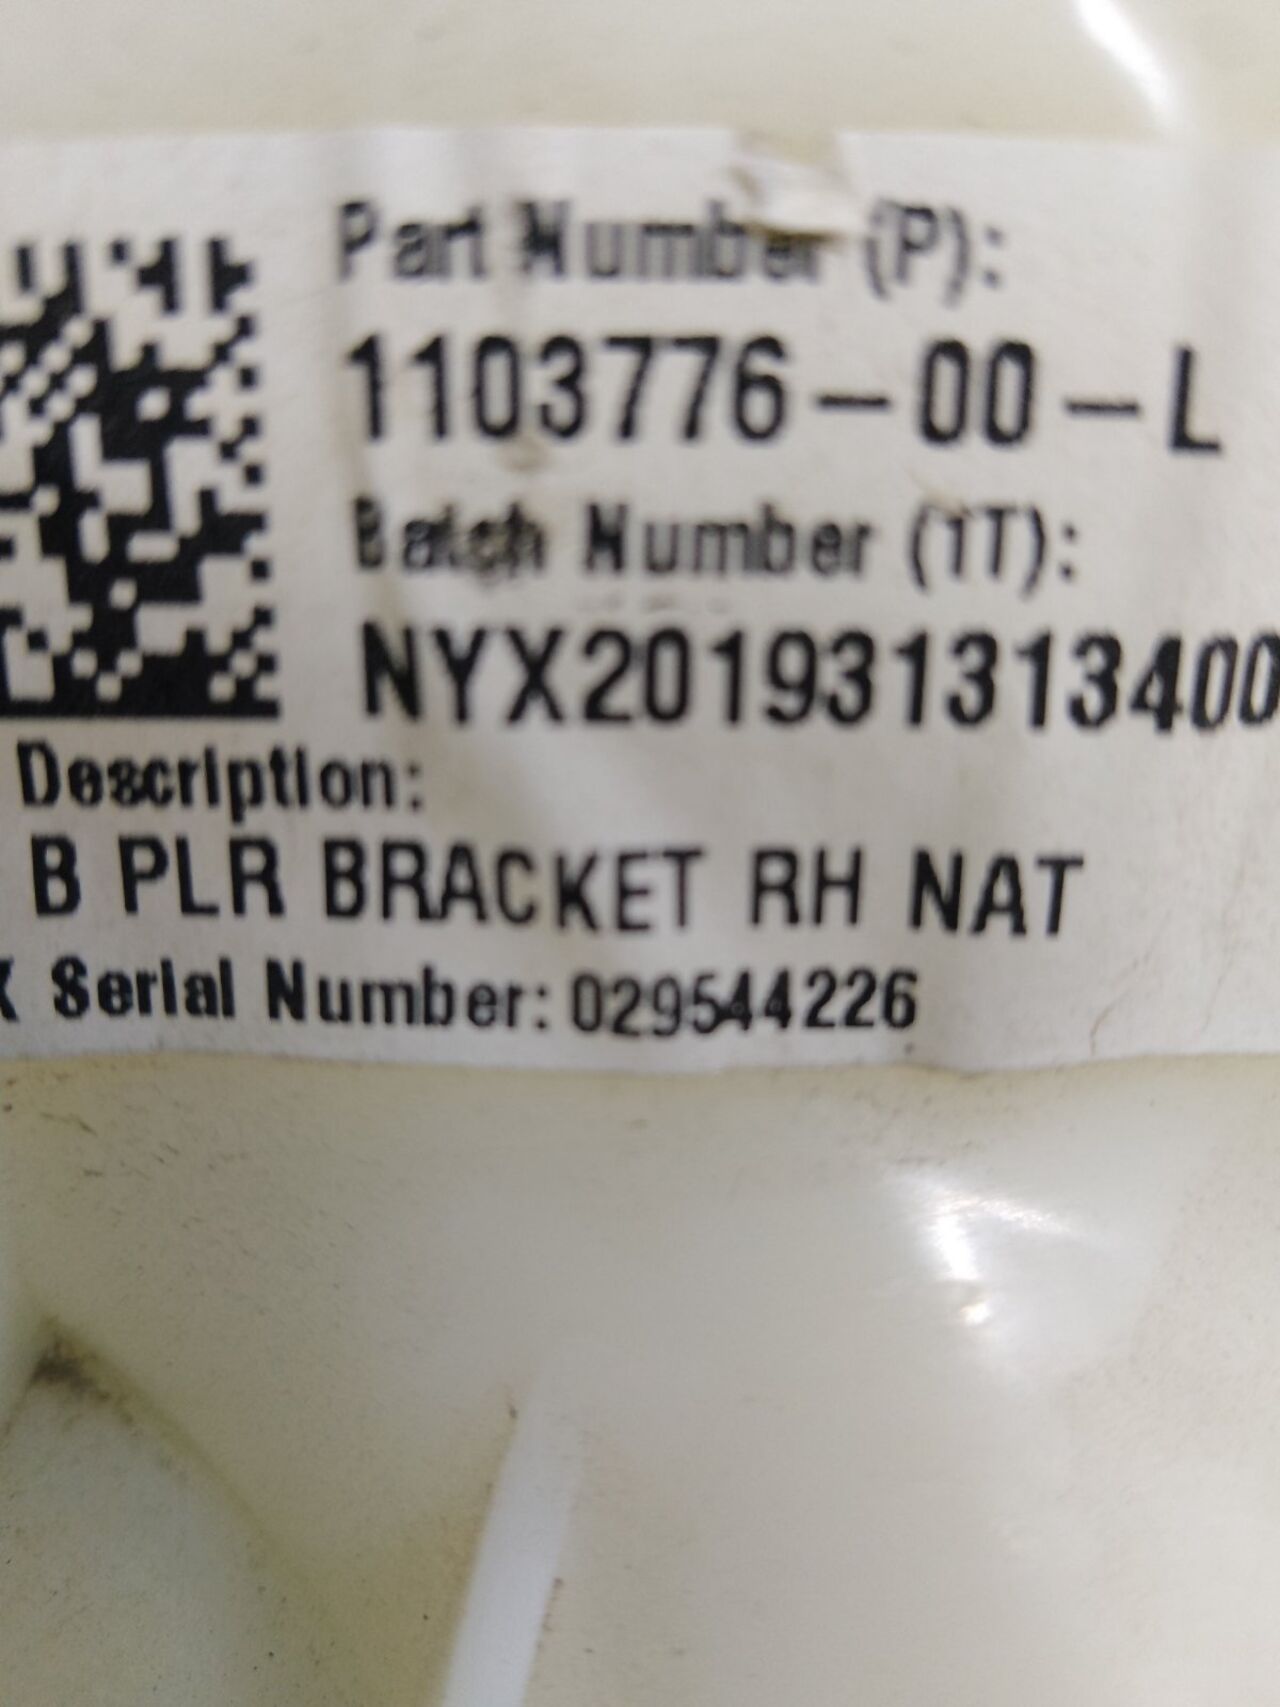 Part Number (P):
1103776-00-L
Batch Number (1T):
NYX201931313400
Description:
B PLR BRACKET RH NAT
X Serial Number: 029544226